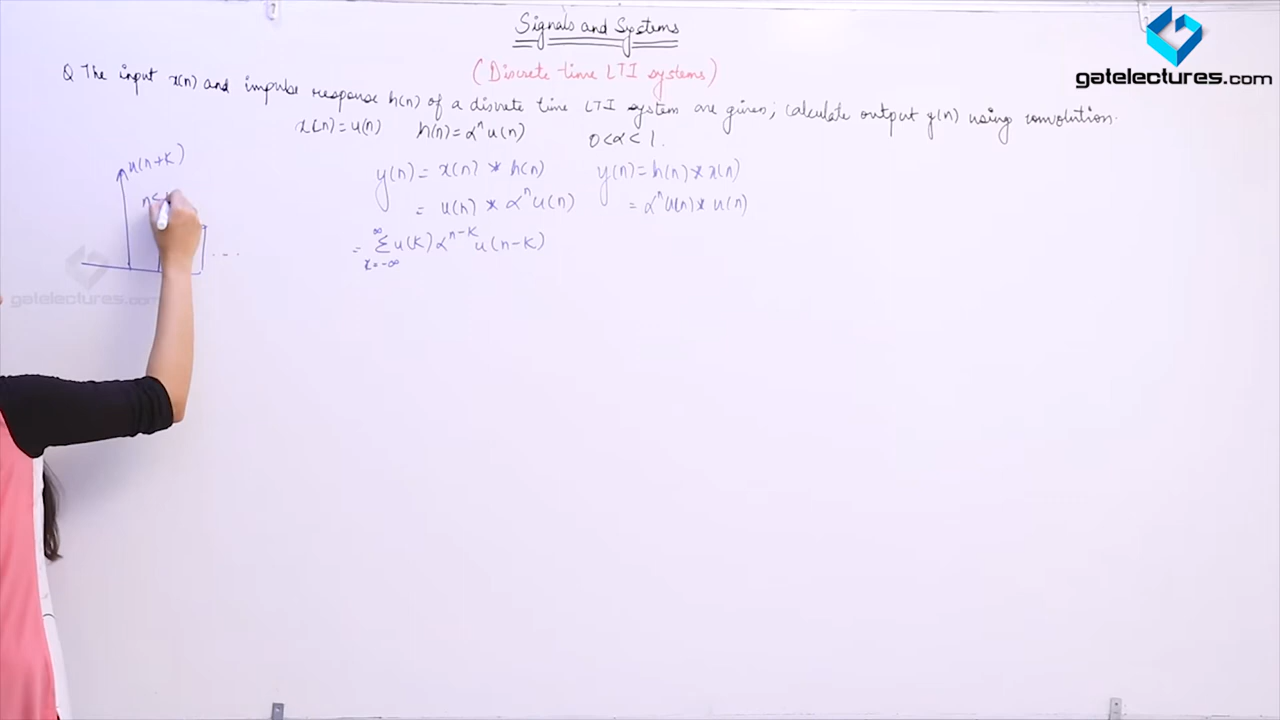 Signals and Systems
(Discrete time LTI systems)
gatelectures.com
Q The input x(n) and impulse response h(n) of a discrete time LTI system are given; calculate output y(n) using convolution.
x(n) = u(n) h(n) = α^n u(n) 0<α<1.
u(n+k)
y(n) = x(n) * h(n) y(n) = h(n) * x(n)
n<
= u(n) * α^n u(n) = α^n u(n) * u(n)
= ∞ Σ u(k) α^{n-k} u(n-k)
...
gatelectures.com